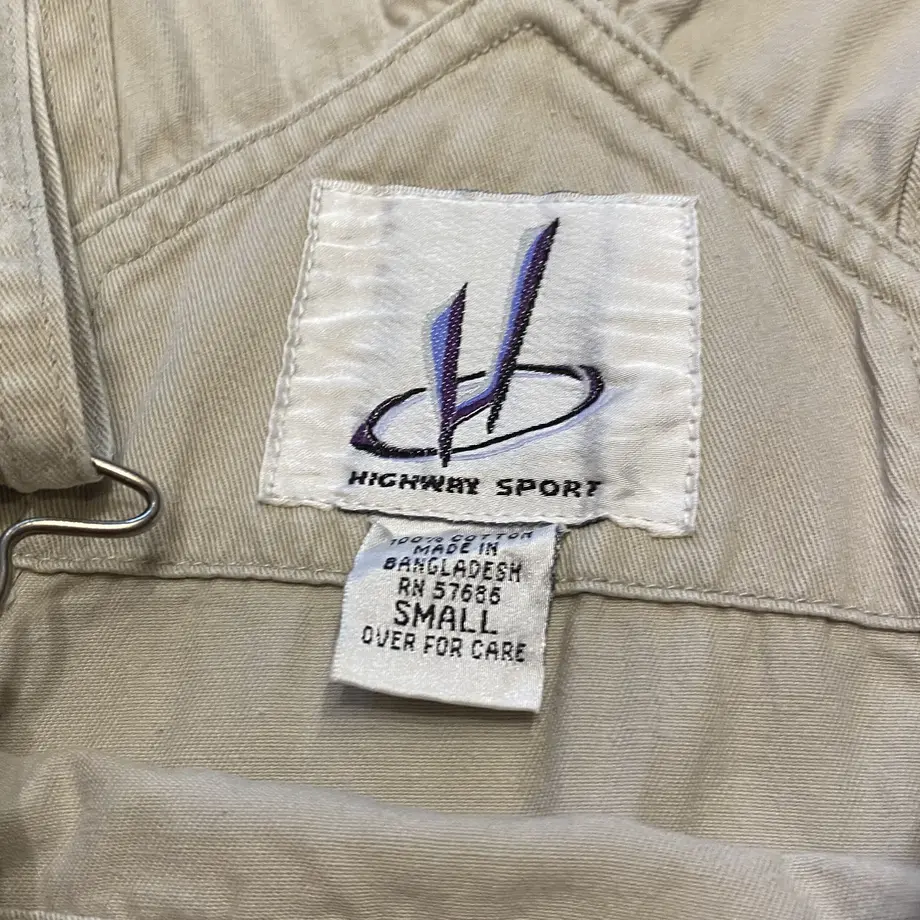 HIGHWAY SPORT
100% COTTON
MADE IN
BANGLADESH
RN 57686
SMALL
OVER FOR CARE